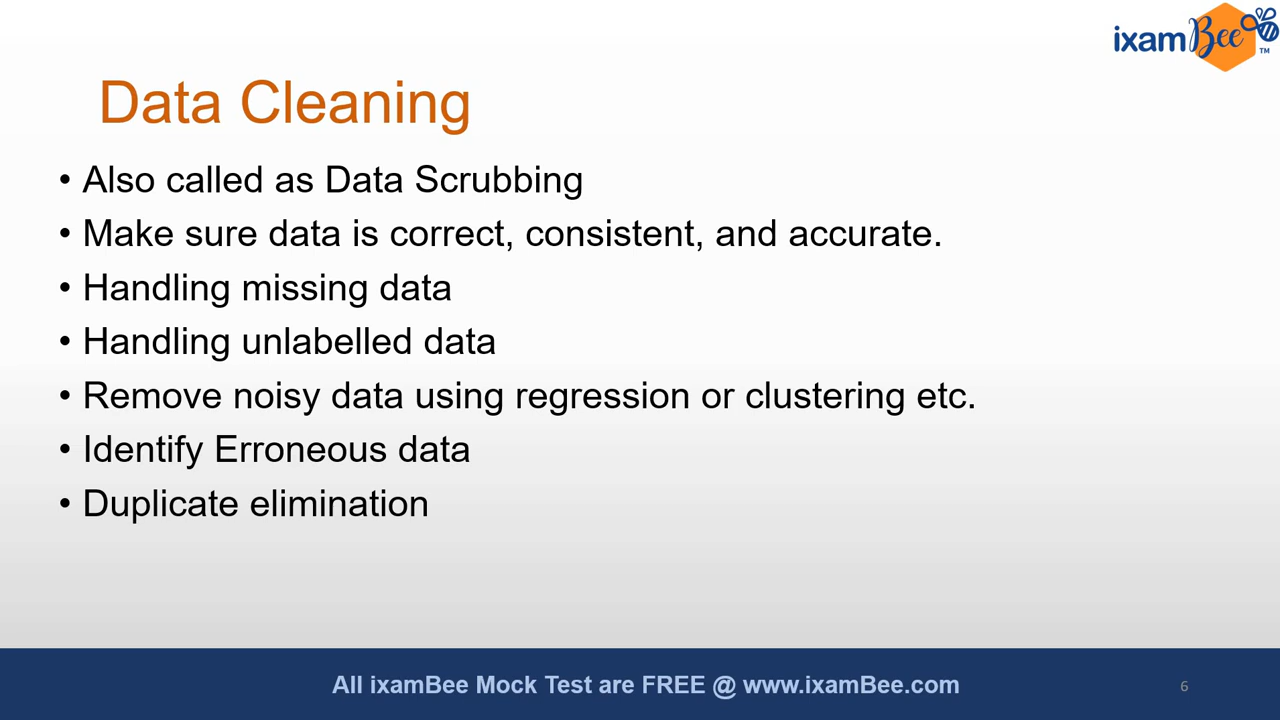 ixamBee
TM
Data Cleaning
• Also called as Data Scrubbing
• Make sure data is correct, consistent, and accurate.
• Handling missing data
• Handling unlabelled data
• Remove noisy data using regression or clustering etc.
• Identify Erroneous data
• Duplicate elimination
All ixamBee Mock Test are FREE @ www.ixamBee.com
6